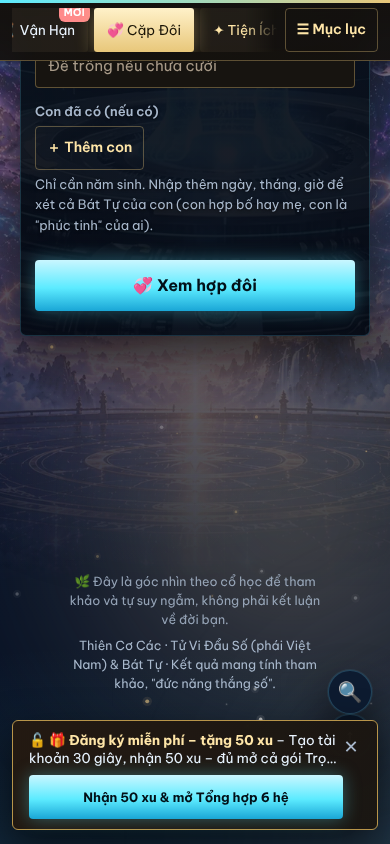 MỚI
Vận Hạn
💞 Cặp Đôi
✦ Tiện Ích
☰ Mục lục
Để trống nếu chưa cưới
Con đã có (nếu có)
+ Thêm con
Chỉ cần năm sinh. Nhập thêm ngày, tháng, giờ để
xét cả Bát Tự của con (con hợp bố hay mẹ, con là
"phúc tinh" của ai).
💞 Xem hợp đôi
🌿 Đây là góc nhìn theo cổ học để tham
khảo và tự suy ngẫm, không phải kết luận
về đời bạn.
Thiên Cơ Các · Tử Vi Đẩu Số (phái Việt
Nam) & Bát Tự · Kết quả mang tính tham
khảo, "đức năng thắng số".
🔍
🔓 🎁 Đăng ký miễn phí – tặng 50 xu – Tạo tài
khoản 30 giây, nhận 50 xu – đủ mở cả gói Trọ...
✕
Nhận 50 xu & mở Tổng hợp 6 hệ